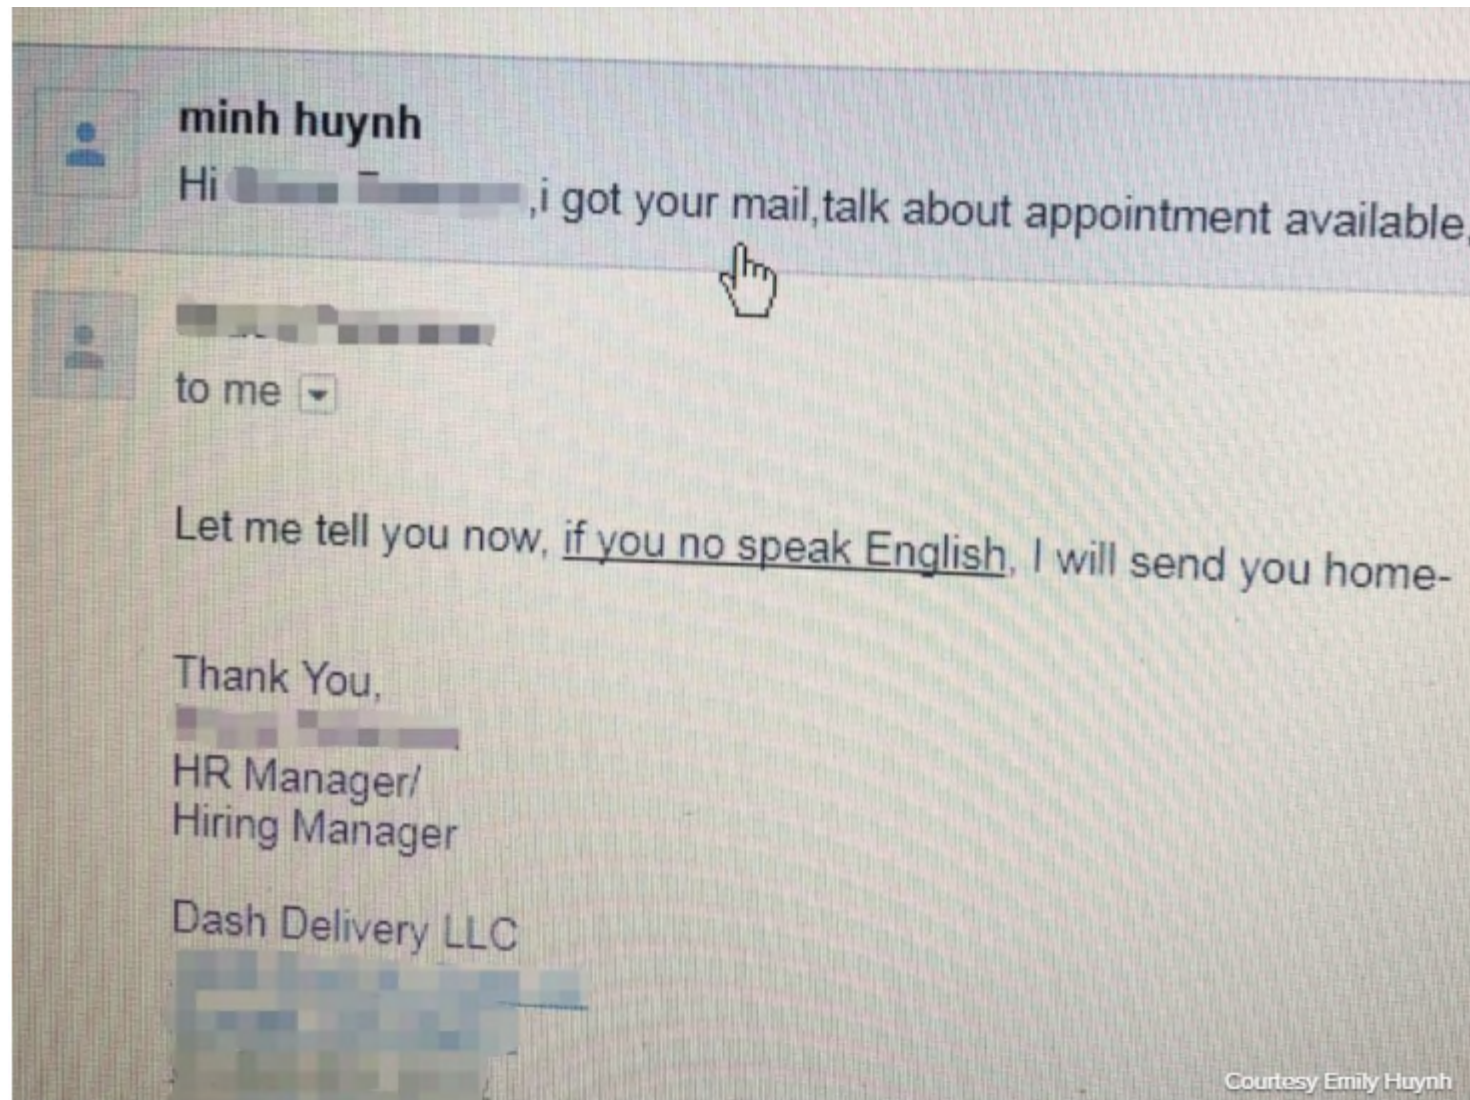 minh huynh
Hi ,i got your mail,talk about appointment available,
to me
Let me tell you now, if you no speak English, I will send you home-
Thank You,
HR Manager/
Hiring Manager
Dash Delivery LLC
Courtesy Emily Huynh